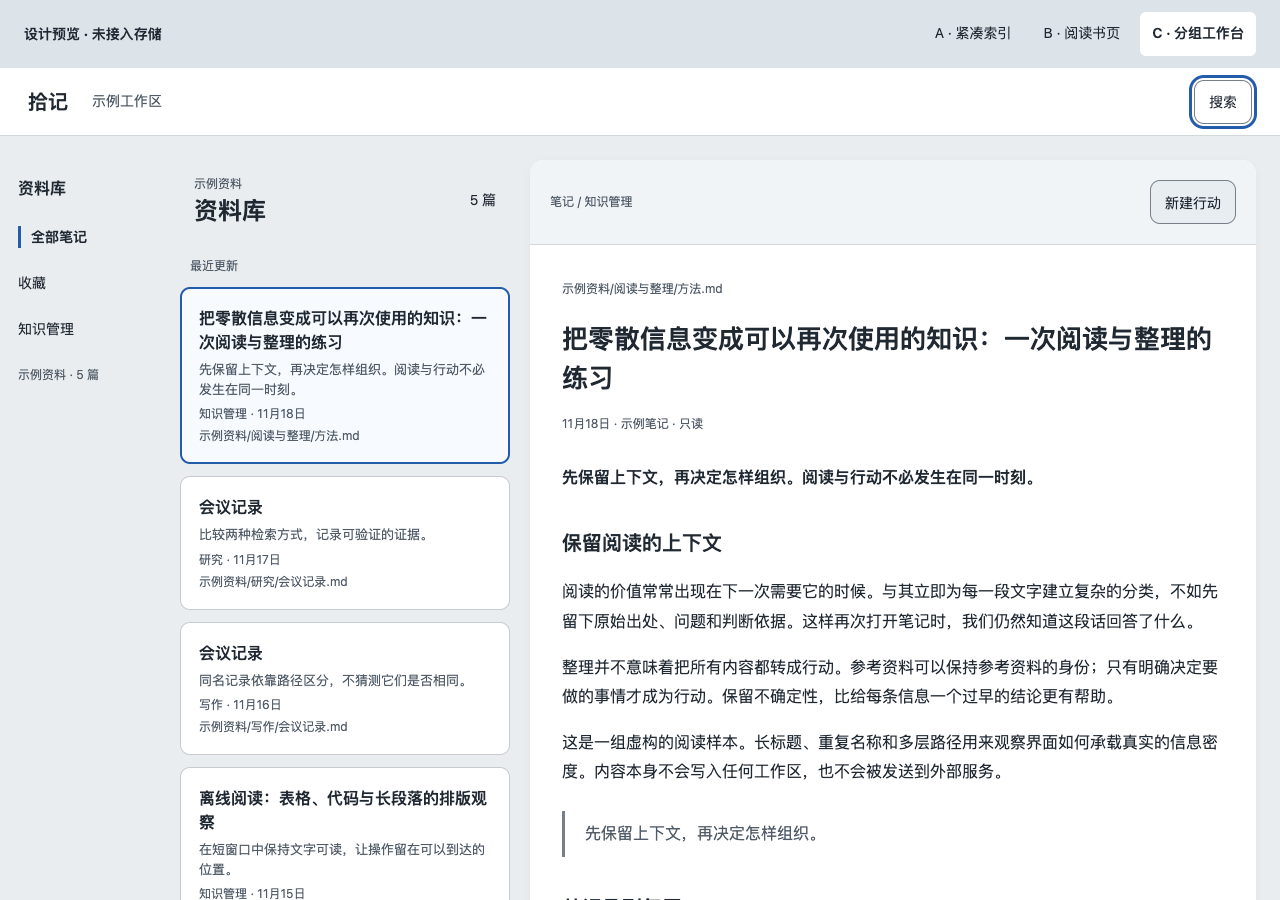 设计预览 · 未接入存储
A · 紧凑索引
B · 阅读书页
C · 分组工作台
拾记
示例工作区
搜索
资料库
全部笔记
收藏
知识管理
示例资料 · 5 篇
示例资料
资料库
5 篇
最近更新
把零散信息变成可以再次使用的知识：一
次阅读与整理的练习
先保留上下文，再决定怎样组织。阅读与行动不必
发生在同一时刻。
知识管理 · 11月18日
示例资料/阅读与整理/方法.md
会议记录
比较两种检索方式，记录可验证的证据。
研究 · 11月17日
示例资料/研究/会议记录.md
会议记录
同名记录依靠路径区分，不猜测它们是否相同。
写作 · 11月16日
示例资料/写作/会议记录.md
离线阅读：表格、代码与长段落的排版观
察
在短窗口中保持文字可读，让操作留在可以到达的
位置。
知识管理 · 11月15日
笔记 / 知识管理
新建行动
示例资料/阅读与整理/方法.md
把零散信息变成可以再次使用的知识：一次阅读与整理的
练习
11月18日 · 示例笔记 · 只读
先保留上下文，再决定怎样组织。阅读与行动不必发生在同一时刻。
保留阅读的上下文
阅读的价值常常出现在下一次需要它的时候。与其立即为每一段文字建立复杂的分类，不如先
留下原始出处、问题和判断依据。这样再次打开笔记时，我们仍然知道这段话回答了什么。
整理并不意味着把所有内容都转成行动。参考资料可以保持参考资料的身份；只有明确决定要
做的事情才成为行动。保留不确定性，比给每条信息一个过早的结论更有帮助。
这是一组虚构的阅读样本。长标题、重复名称和多层路径用来观察界面如何承载真实的信息密
度。内容本身不会写入任何工作区，也不会被发送到外部服务。
先保留上下文，再决定怎样组织。